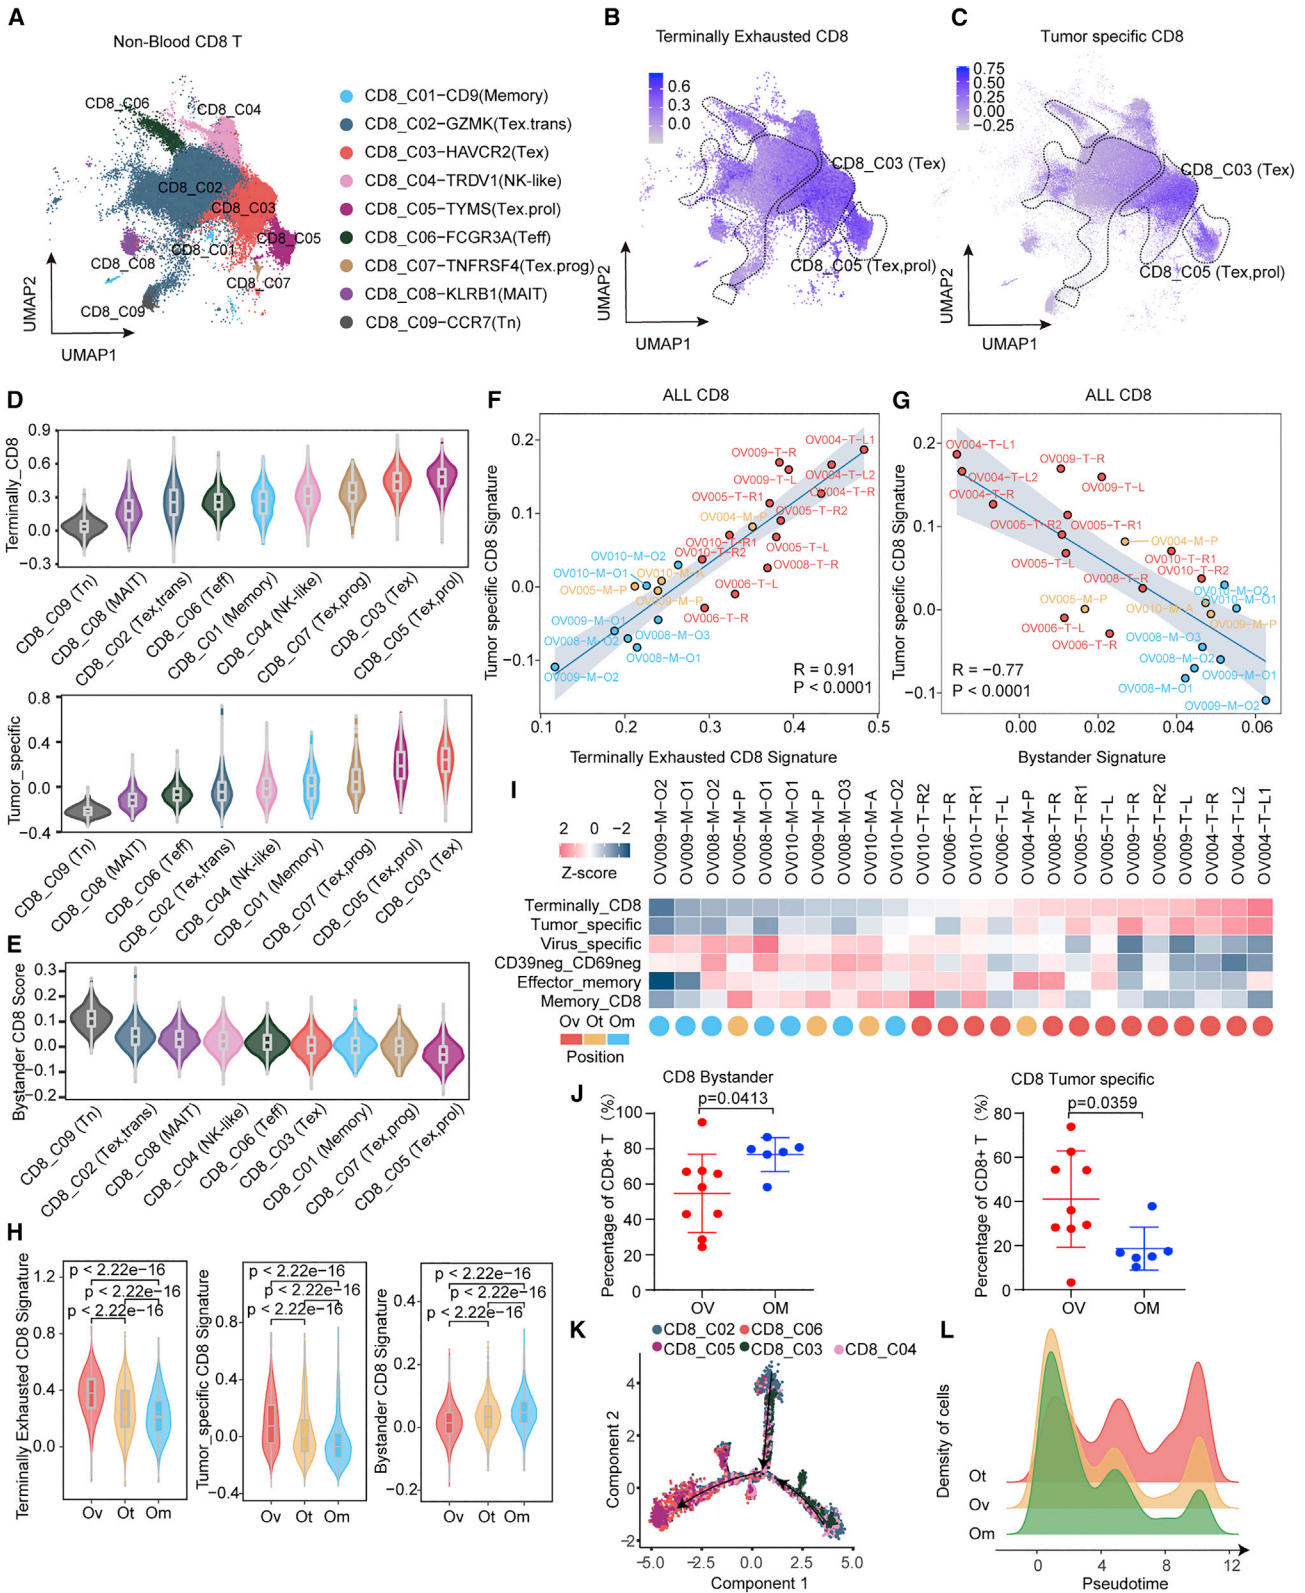 A
Non-Blood CD8 T
CD8_C06
CD8_C04
CD8_C02
CD8_C03
CD8_C05
CD8_C01
CD8_C08
CD8_C07
CD8_C09
UMAP2
UMAP1
CD8_C01−CD9(Memory)
CD8_C02−GZMK(Tex.trans)
CD8_C03−HAVCR2(Tex)
CD8_C04−TRDV1(NK-like)
CD8_C05−TYMS(Tex.prol)
CD8_C06−FCGR3A(Teff)
CD8_C07−TNFRSF4(Tex.prog)
CD8_C08−KLRB1(MAIT)
CD8_C09−CCR7(Tn)
B
Terminally Exhausted CD8
0.6
0.3
0.0
CD8_C03 (Tex)
CD8_C05 (Tex,prol)
UMAP2
UMAP1
C
Tumor specific CD8
0.75
0.50
0.25
0.00
−0.25
CD8_C03 (Tex)
CD8_C05 (Tex,prol)
UMAP2
UMAP1
D
Terminally_CD8
0.9
0.6
0.3
0.0
−0.3
CD8_C09 (Tn)
CD8_C08 (MAIT)
CD8_C02 (Tex,trans)
CD8_C06 (Teff)
CD8_C01 (Memory)
CD8_C04 (NK-like)
CD8_C07 (Tex,prog)
CD8_C03 (Tex)
CD8_C05 (Tex,prol)
Tumor_specific
0.8
0.4
0.0
−0.4
CD8_C09 (Tn)
CD8_C08 (MAIT)
CD8_C06 (Teff)
CD8_C02 (Tex,trans)
CD8_C04 (NK-like)
CD8_C01 (Memory)
CD8_C07 (Tex,prog)
CD8_C05 (Tex,prol)
CD8_C03 (Tex)
E
Bystander CD8 Score
0.3
0.2
0.1
0.0
−0.1
−0.2
CD8_C09 (Tn)
CD8_C02 (Tex,trans)
CD8_C08 (MAIT)
CD8_C04 (NK-like)
CD8_C06 (Teff)
CD8_C03 (Tex)
CD8_C01 (Memory)
CD8_C07 (Tex,prog)
CD8_C05 (Tex,prol)
F
ALL CD8
Tumor specific CD8 Signature
0.2
0.1
0.0
−0.1
OV004−T−L1
OV009−T−R
OV004−T−L2
OV009−T−L
OV004−T−R
OV005−T−R1
OV005−T−R2
OV004−M−P
OV010−T−R1
OV005−T−L
OV010−M−O2
OV010−T−R2
OV008−T−R
OV010−M−O1
OV010−M−A
OV005−M−P
OV006−T−L
OV009−M−P
OV006−T−R
OV009−M−O1
OV008−M−O3
OV008−M−O2
OV008−M−O1
OV009−M−O2
R = 0.91
P < 0.0001
0.1
0.2
0.3
0.4
0.5
Terminally Exhausted CD8 Signature
G
ALL CD8
Tumor specific CD8 Signature
0.2
0.1
0.0
−0.1
OV004−T−L1
OV009−T−R
OV004−T−L2
OV009−T−L
OV004−T−R
OV005−T−R2
OV005−T−R1
OV004−M−P
OV005−T−L
OV010−T−R1
OV010−T−R2
OV008−T−R
OV010−M−O2
OV005−M−P
OV010−M−A
OV010−M−O1
OV009−M−P
OV006−T−L
OV006−T−R
OV008−M−O3
OV008−M−O2
OV009−M−O1
OV008−M−O1
OV009−M−O2
R = −0.77
P < 0.0001
0.00
0.02
0.04
0.06
Bystander Signature
H
Terminally Exhausted CD8 Signature
p < 2.22e−16
p < 2.22e−16
p < 2.22e−16
1.2
0.8
0.4
0.0
Ov Ot Om
Tumor_specific CD8 Signature
p < 2.22e−16
p < 2.22e−16
p < 2.22e−16
0.8
0.4
0.0
−0.4
Ov Ot Om
Bystander CD8 Signature
p < 2.22e−16
p < 2.22e−16
p < 2.22e−16
0.4
0.2
0.0
−0.2
Ov Ot Om
I
2 0 −2
Z−score
OV009−M−O2
OV009−M−O1
OV008−M−O2
OV005−M−P
OV008−M−O1
OV010−M−O1
OV009−M−P
OV008−M−O3
OV010−M−A
OV010−M−O2
OV010−T−R2
OV006−T−R
OV010−T−R1
OV006−T−L
OV004−M−P
OV008−T−R
OV005−T−R1
OV005−T−L
OV009−T−R
OV005−T−R2
OV009−T−L
OV004−T−R
OV004−T−L2
OV004−T−L1
Terminally_CD8
Tumor_specific
Virus_specific
CD39neg_CD69neg
Effector_memory
Memory_CD8
Ov Ot Om
Position
J
CD8 Bystander
p=0.0413
Percentage of CD8+ T (%)
100
80
60
40
20
0
OV
OM
CD8 Tumor specific
p=0.0359
Percentage of CD8+ T (%)
80
60
40
20
0
OV
OM
K
CD8_C02
CD8_C06
CD8_C05
CD8_C03
CD8_C04
Component 2
4
2
0
−2
−5.0
−2.5
0.0
2.5
5.0
Component 1
L
Density of cells
Ot
Ov
Om
0
4
8
12
Pseudotime